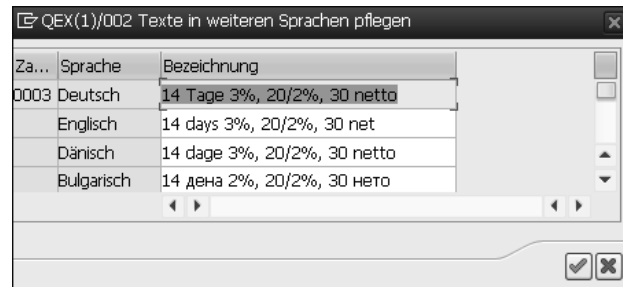 QEX(1)/002 Texte in weiteren Sprachen pflegen
Za... Sprache Bezeichnung
0003 Deutsch 14 Tage 3%, 20/2%, 30 netto
Englisch 14 days 3%, 20/2%, 30 net
Dänisch 14 dage 3%, 20/2%, 30 netto
Bulgarisch 14 дена 2%, 20/2%, 30 нето